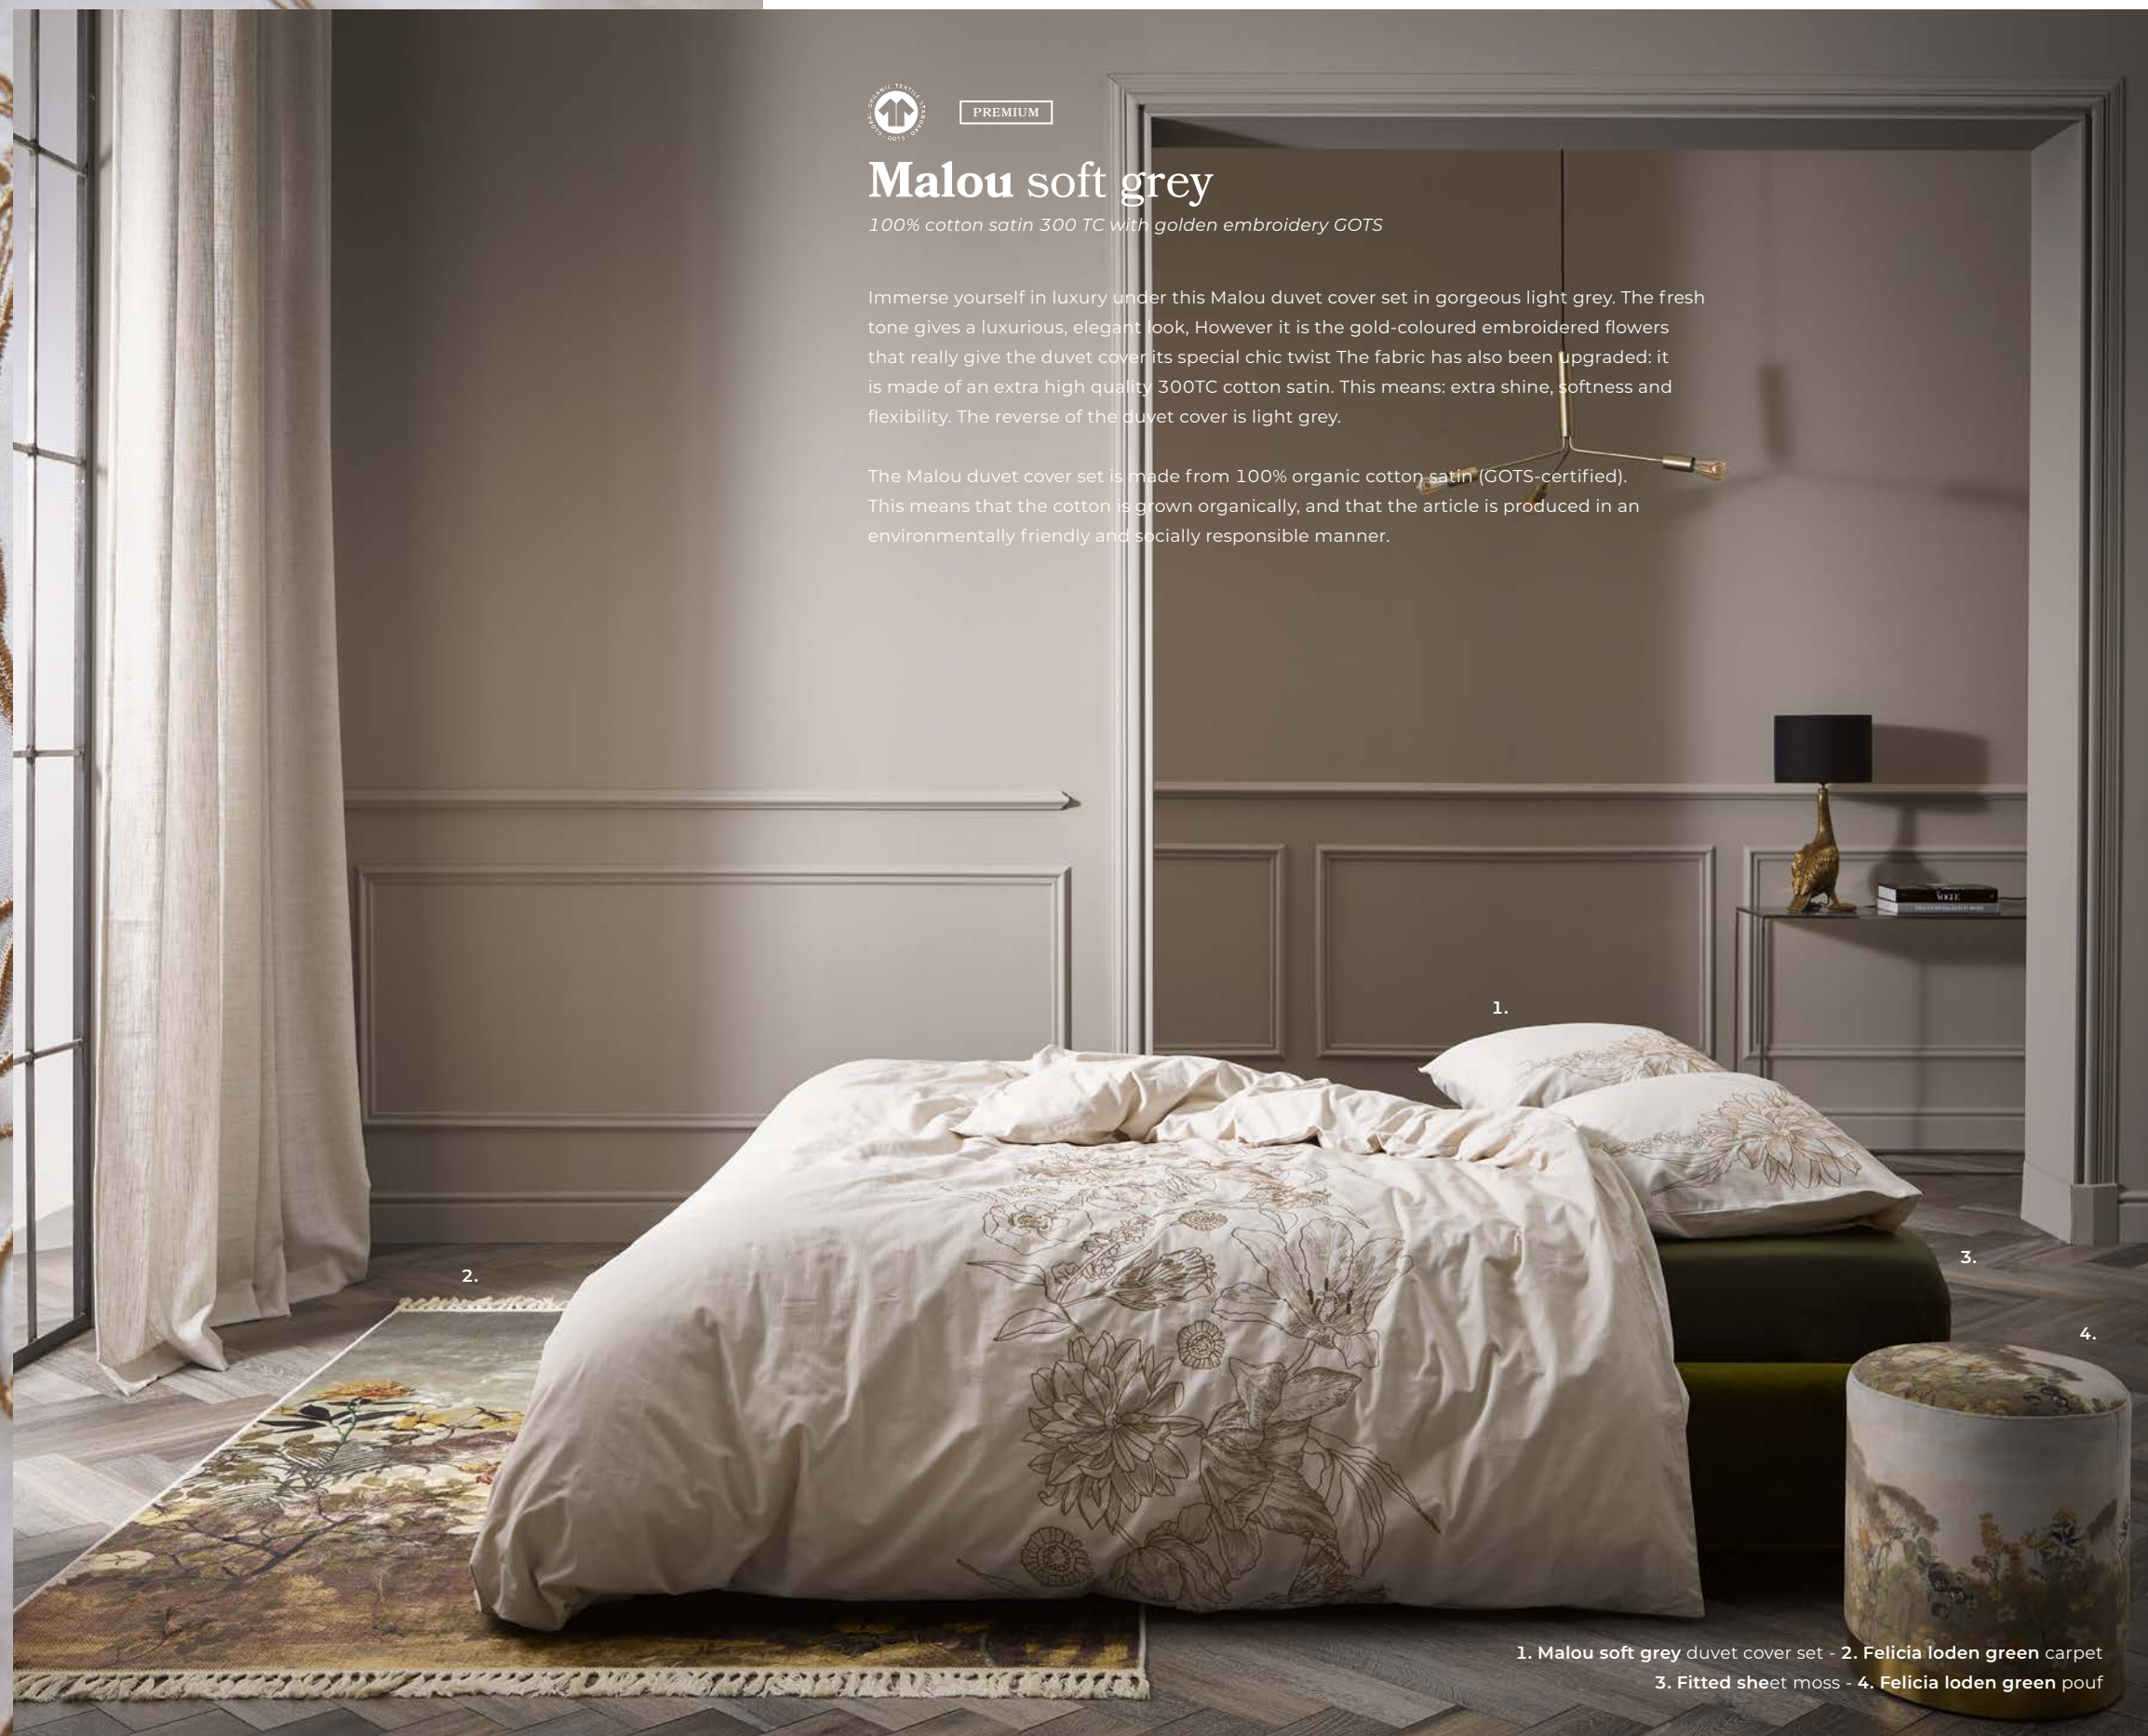 GLOBAL ORGANIC TEXTILE STANDARD · GOTS ·
PREMIUM
Malou soft grey
100% cotton satin 300 TC with golden embroidery GOTS
Immerse yourself in luxury under this Malou duvet cover set in gorgeous light grey. The fresh
tone gives a luxurious, elegant look, However it is the gold-coloured embroidered flowers
that really give the duvet cover its special chic twist The fabric has also been upgraded: it
is made of an extra high quality 300TC cotton satin. This means: extra shine, softness and
flexibility. The reverse of the duvet cover is light grey.
The Malou duvet cover set is made from 100% organic cotton satin (GOTS-certified).
This means that the cotton is grown organically, and that the article is produced in an
environmentally friendly and socially responsible manner.
VOGUE
1.
2.
3.
4.
1. Malou soft grey duvet cover set - 2. Felicia loden green carpet
3. Fitted sheet moss - 4. Felicia loden green pouf